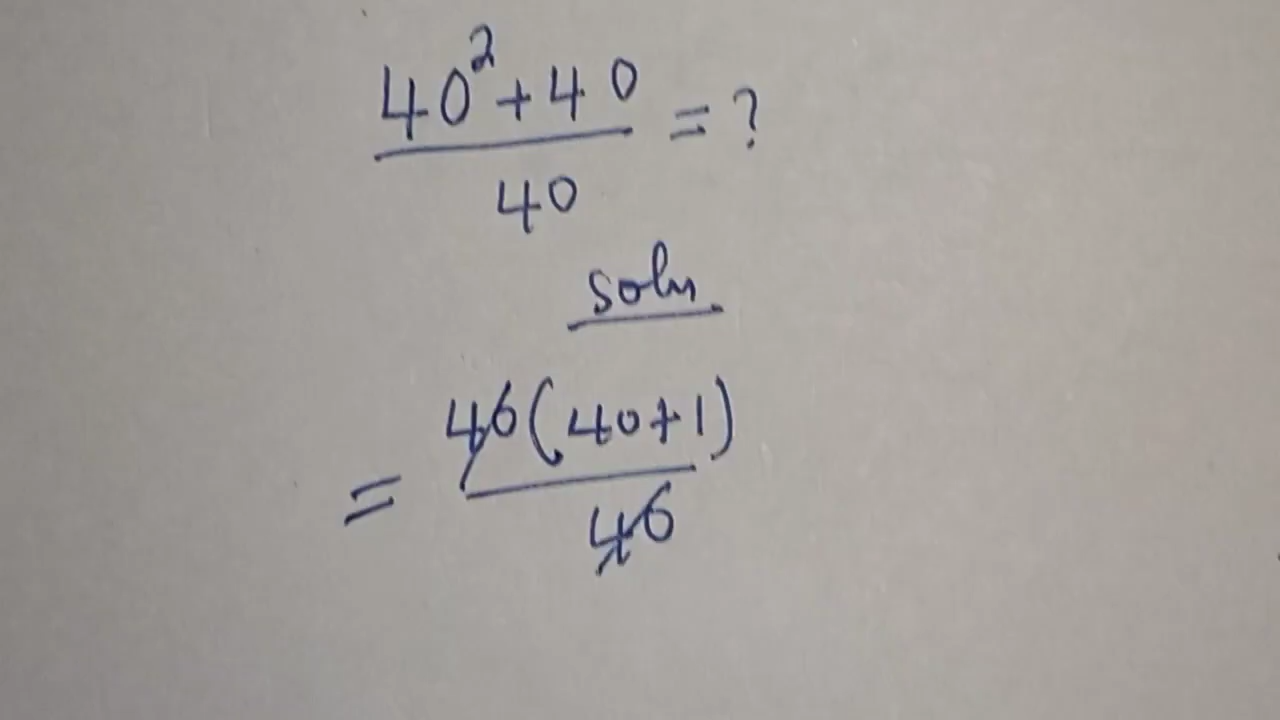 40² + 40 = ?
40
soln
= 40(40+1)
40